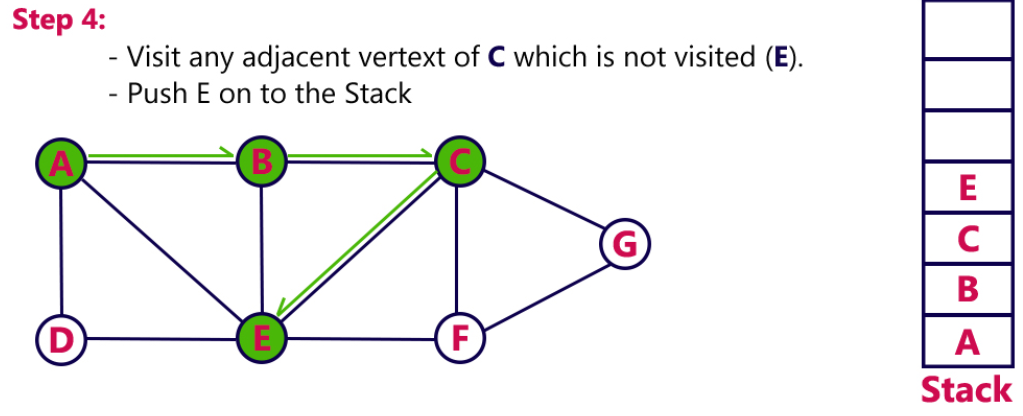 Step 4:
- Visit any adjacent vertext of C which is not visited (E).
- Push E on to the Stack
A B C
G
D E F
E
C
B
A
Stack